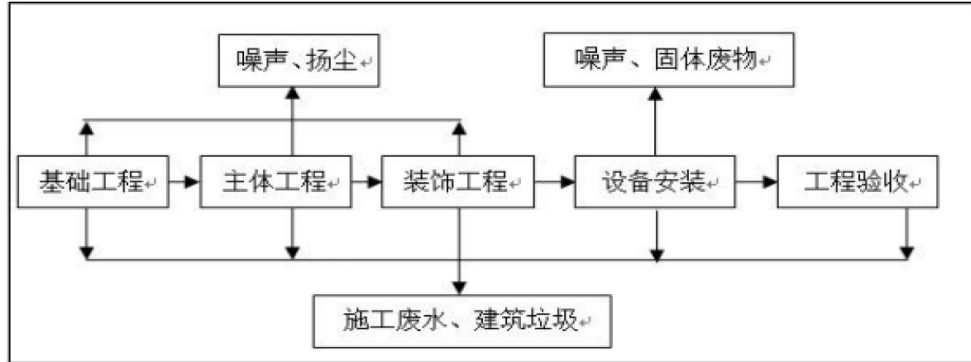 噪声、扬尘
噪声、固体废物
基础工程
主体工程
装饰工程
设备安装
工程验收
施工废水、建筑垃圾